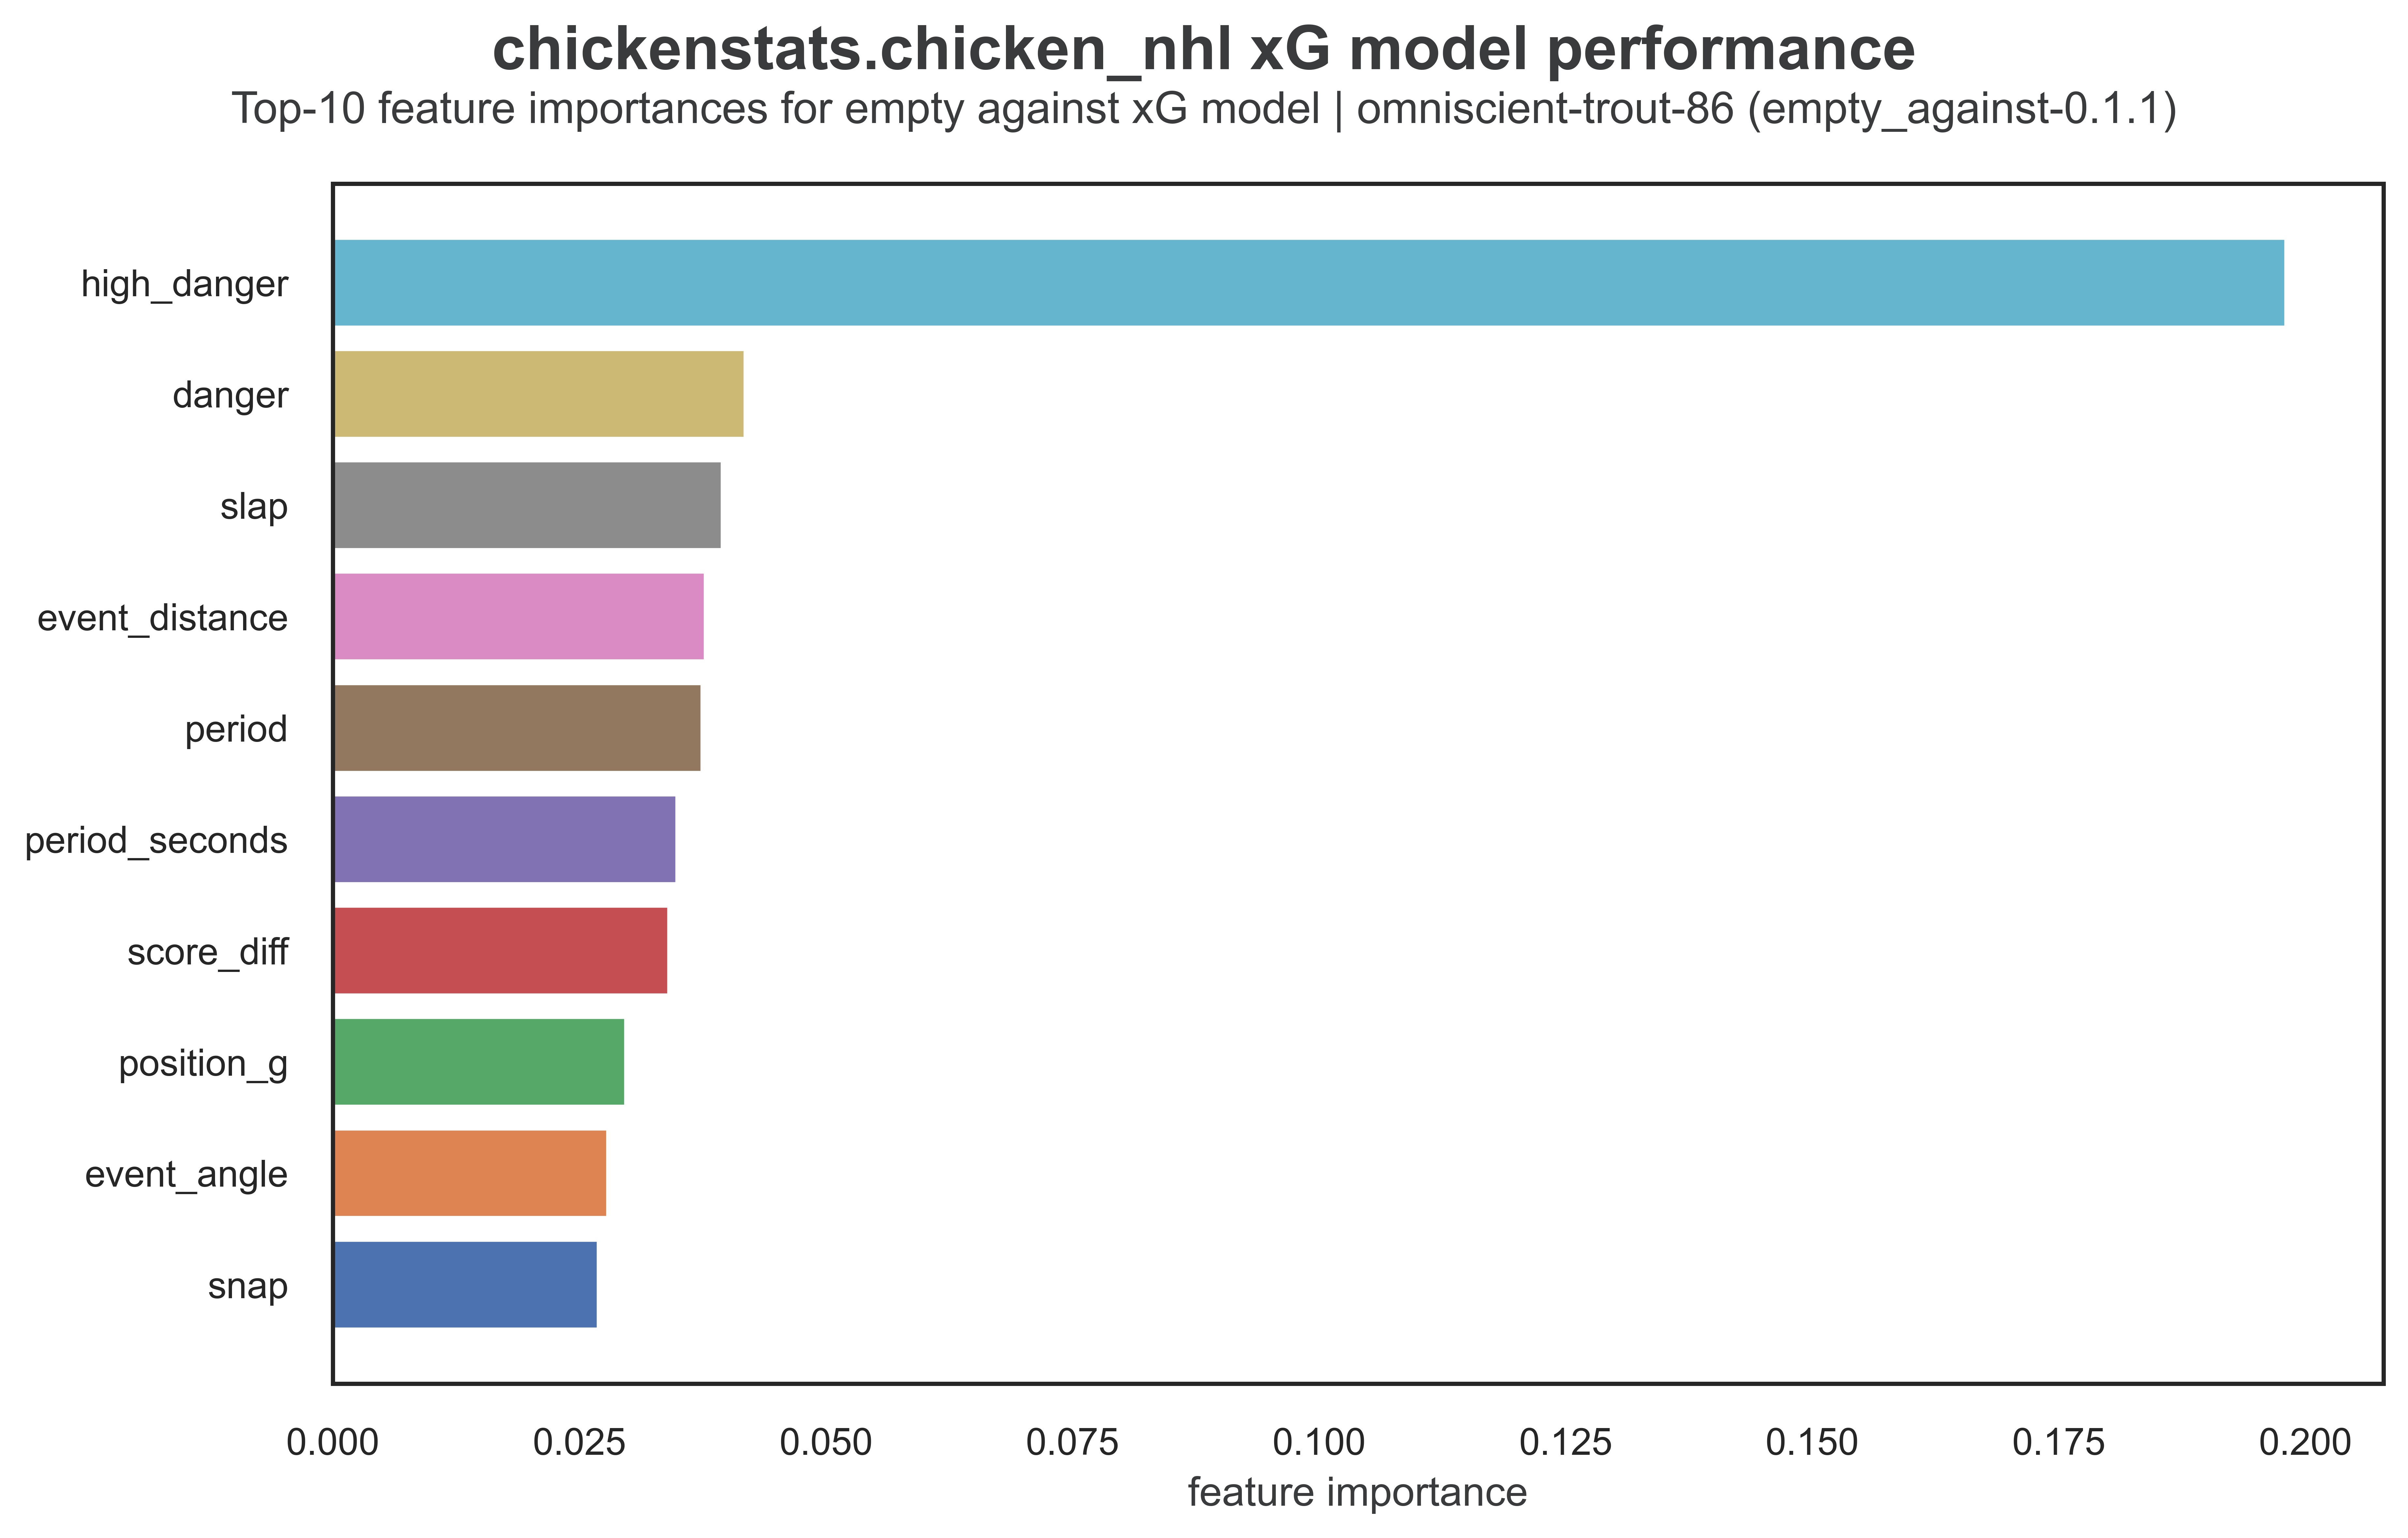 chickenstats.chicken_nhl xG model performance
Top-10 feature importances for empty against xG model | omniscient-trout-86 (empty_against-0.1.1)
high_danger
danger
slap
event_distance
period
period_seconds
score_diff
position_g
event_angle
snap
0.000 0.025 0.050 0.075 0.100 0.125 0.150 0.175 0.200
feature importance